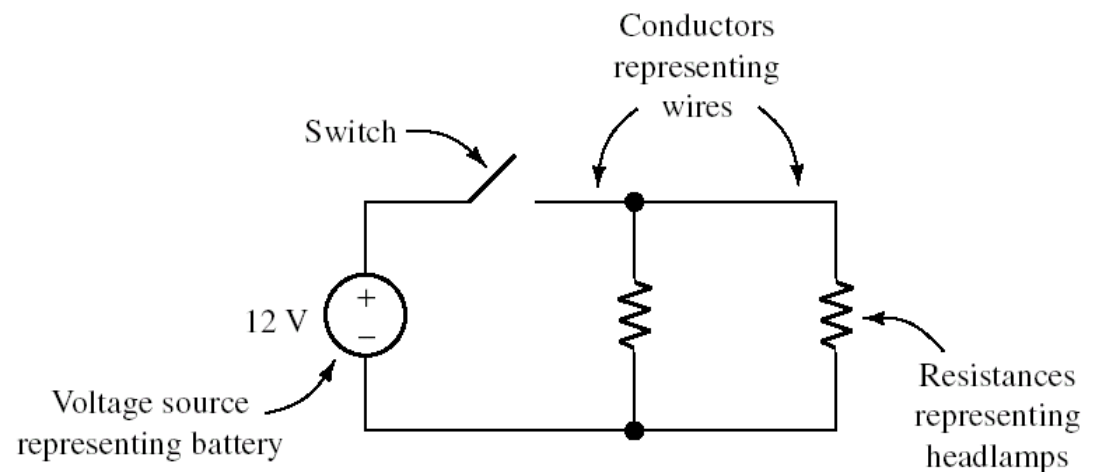 Conductors
representing
wires
Switch
+
−
12 V
Voltage source
representing battery
Resistances
representing
headlamps